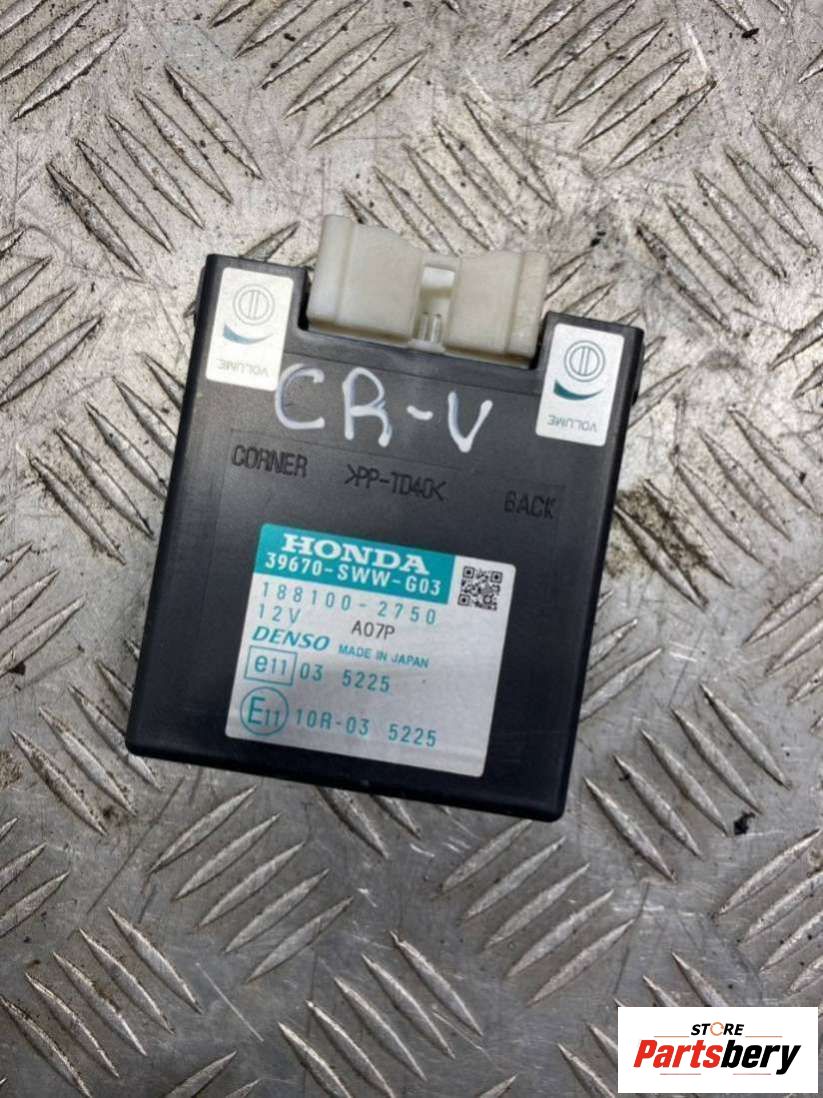 VOLUME
VOLUME
CR-V
CORNER >PP-TD40< BACK
HONDA
39670-SWW-G03
188100-2750
12V A07P
DENSO MADE IN JAPAN
e11 03 5225
E11 10R-03 5225
STORE
Partsbery